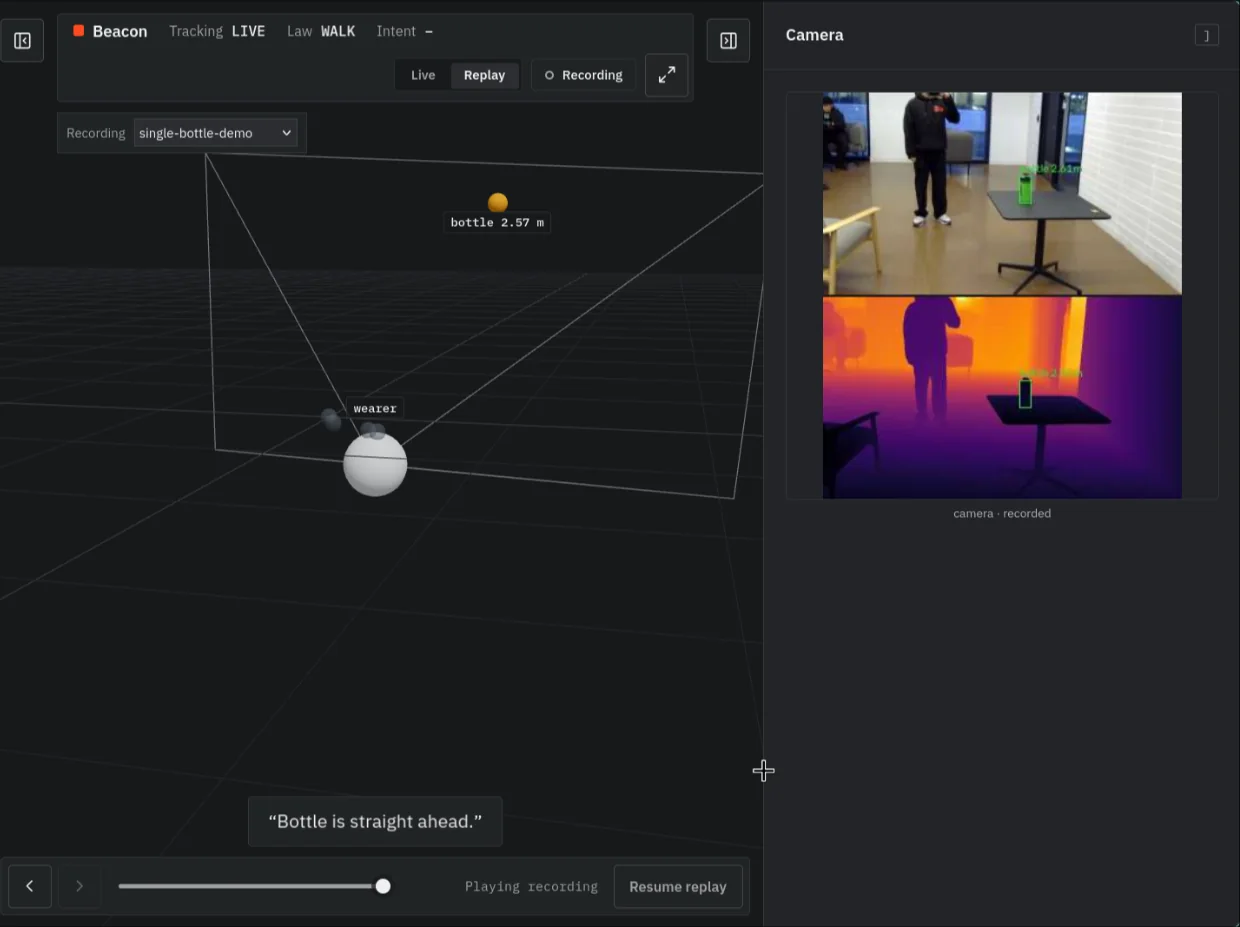 Beacon Tracking LIVE Law WALK Intent –
Live Replay Recording
Recording single-bottle-demo
bottle 2.57 m
wearer
“Bottle is straight ahead.”
Playing recording Resume replay
Camera ]
camera · recorded